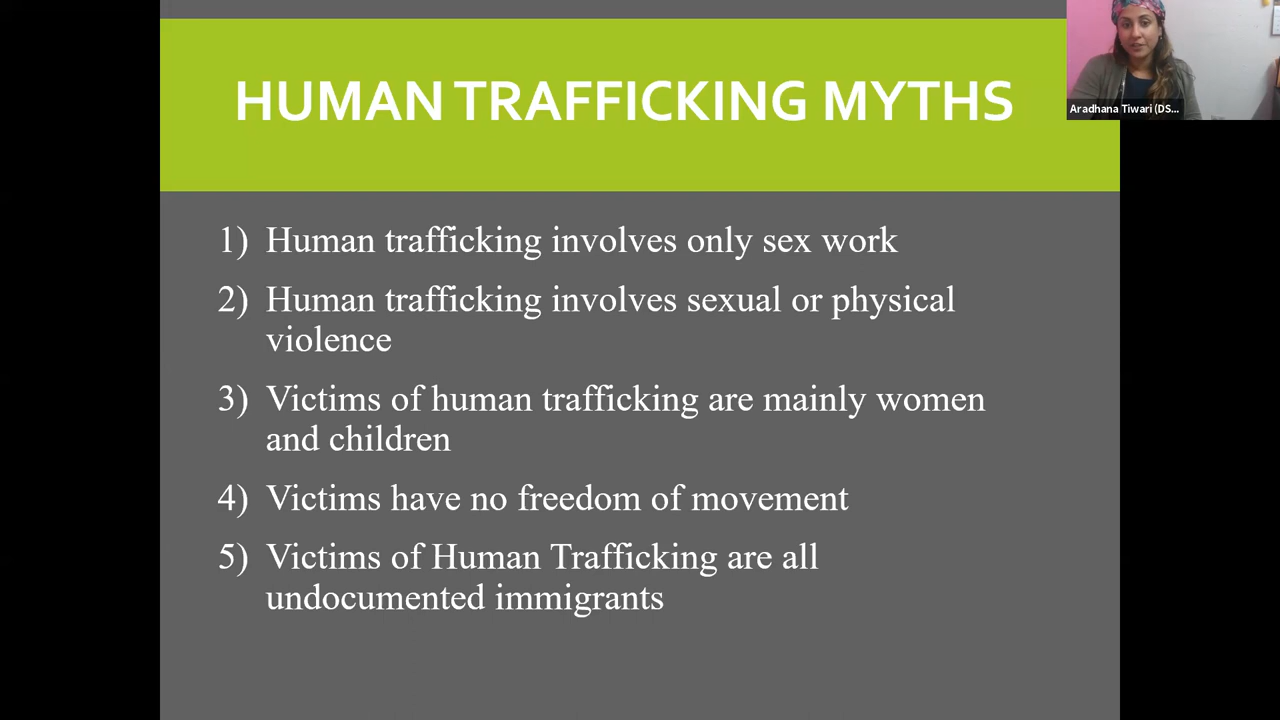 HUMAN TRAFFICKING MYTHS
Aradhana Tiwari (DS...
1) Human trafficking involves only sex work
2) Human trafficking involves sexual or physical
violence
3) Victims of human trafficking are mainly women
and children
4) Victims have no freedom of movement
5) Victims of Human Trafficking are all
undocumented immigrants